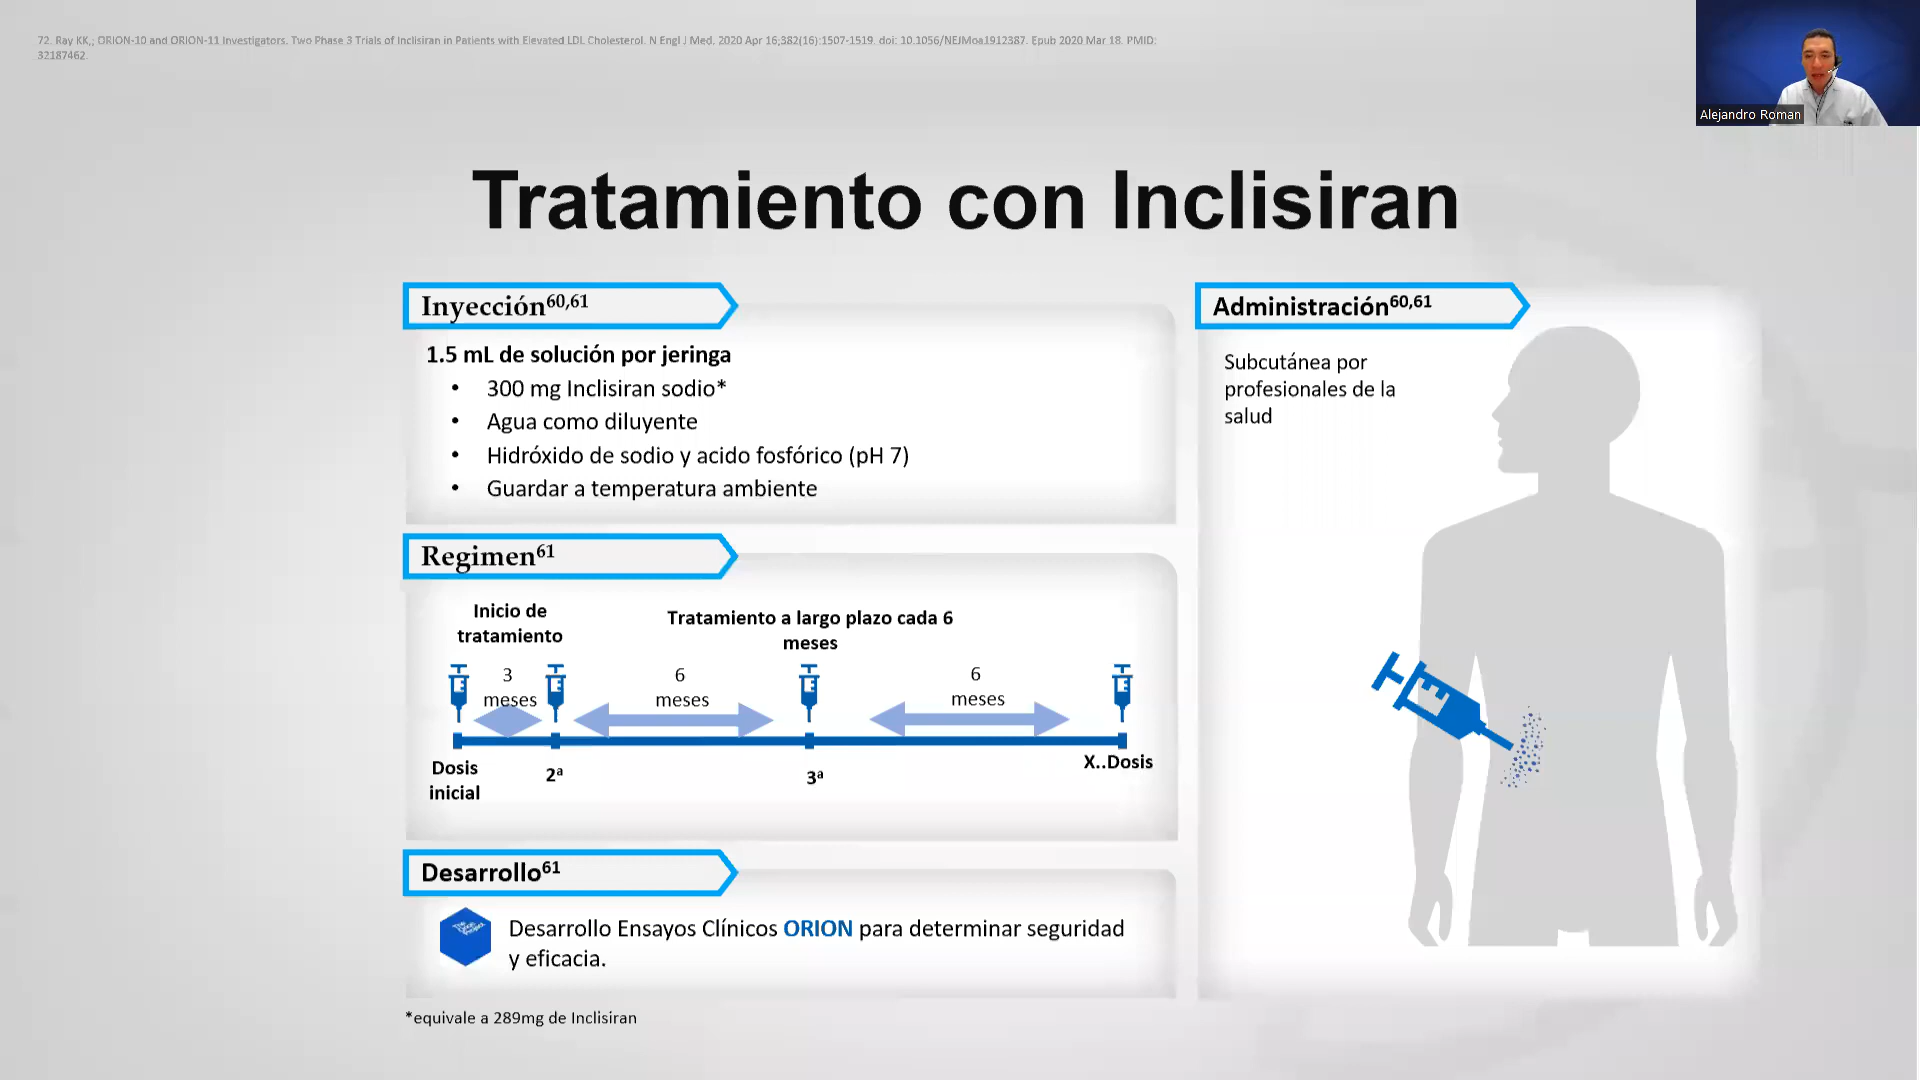 72. Ray KK,; ORION-10 and ORION-11 Investigators. Two Phase 3 Trials of Inclisiran in Patients with Elevated LDL Cholesterol. N Engl J Med. 2020 Apr 16;382(16):1507-1519. doi: 10.1056/NEJMoa1912387. Epub 2020 Mar 18. PMID:
32187462.
Alejandro Roman
Tratamiento con Inclisiran
Inyección60,61
1.5 mL de solución por jeringa
• 300 mg Inclisiran sodio*
• Agua como diluyente
• Hidróxido de sodio y acido fosfórico (pH 7)
• Guardar a temperatura ambiente
Regimen61
Inicio de
tratamiento
Tratamiento a largo plazo cada 6
meses
3
meses
6
meses
6
meses
Dosis
inicial
2ª
3ª
X..Dosis
Desarrollo61
The Orion Project
Desarrollo Ensayos Clínicos ORION para determinar seguridad
y eficacia.
*equivale a 289mg de Inclisiran
Administración60,61
Subcutánea por
profesionales de la
salud